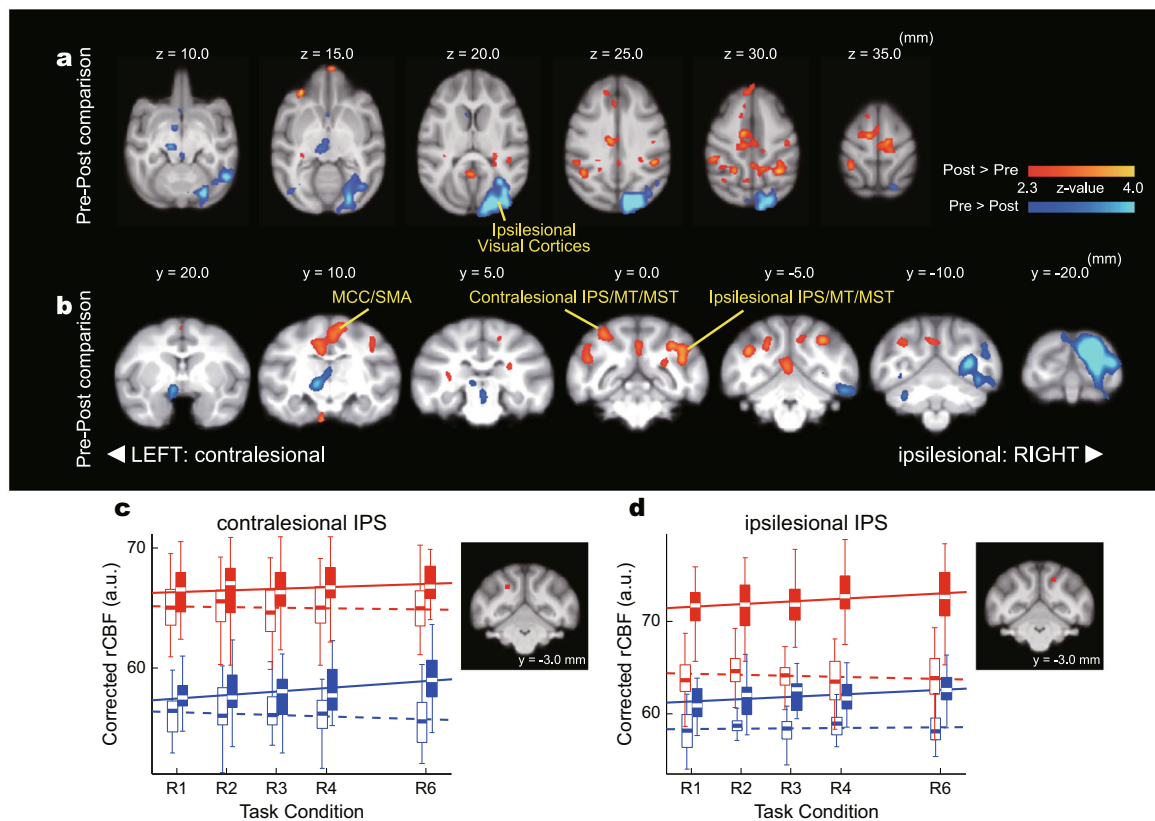 a
Pre-Post comparison
z = 10.0 z = 15.0 z = 20.0 z = 25.0 z = 30.0 z = 35.0 (mm)
Post > Pre
2.3 z-value 4.0
Pre > Post
Ipsilesional
Visual Cortices
b
Pre-Post comparison
y = 20.0 y = 10.0 y = 5.0 y = 0.0 y = -5.0 y = -10.0 y = -20.0 (mm)
MCC/SMA
Contralesional IPS/MT/MST
Ipsilesional IPS/MT/MST
◀ LEFT: contralesional
ipsilesional: RIGHT ▶
c
contralesional IPS
Corrected rCBF (a.u.)
70
60
R1 R2 R3 R4 R6
Task Condition
y = -3.0 mm
d
ipsilesional IPS
Corrected rCBF (a.u.)
70
60
R1 R2 R3 R4 R6
Task Condition
y = -3.0 mm